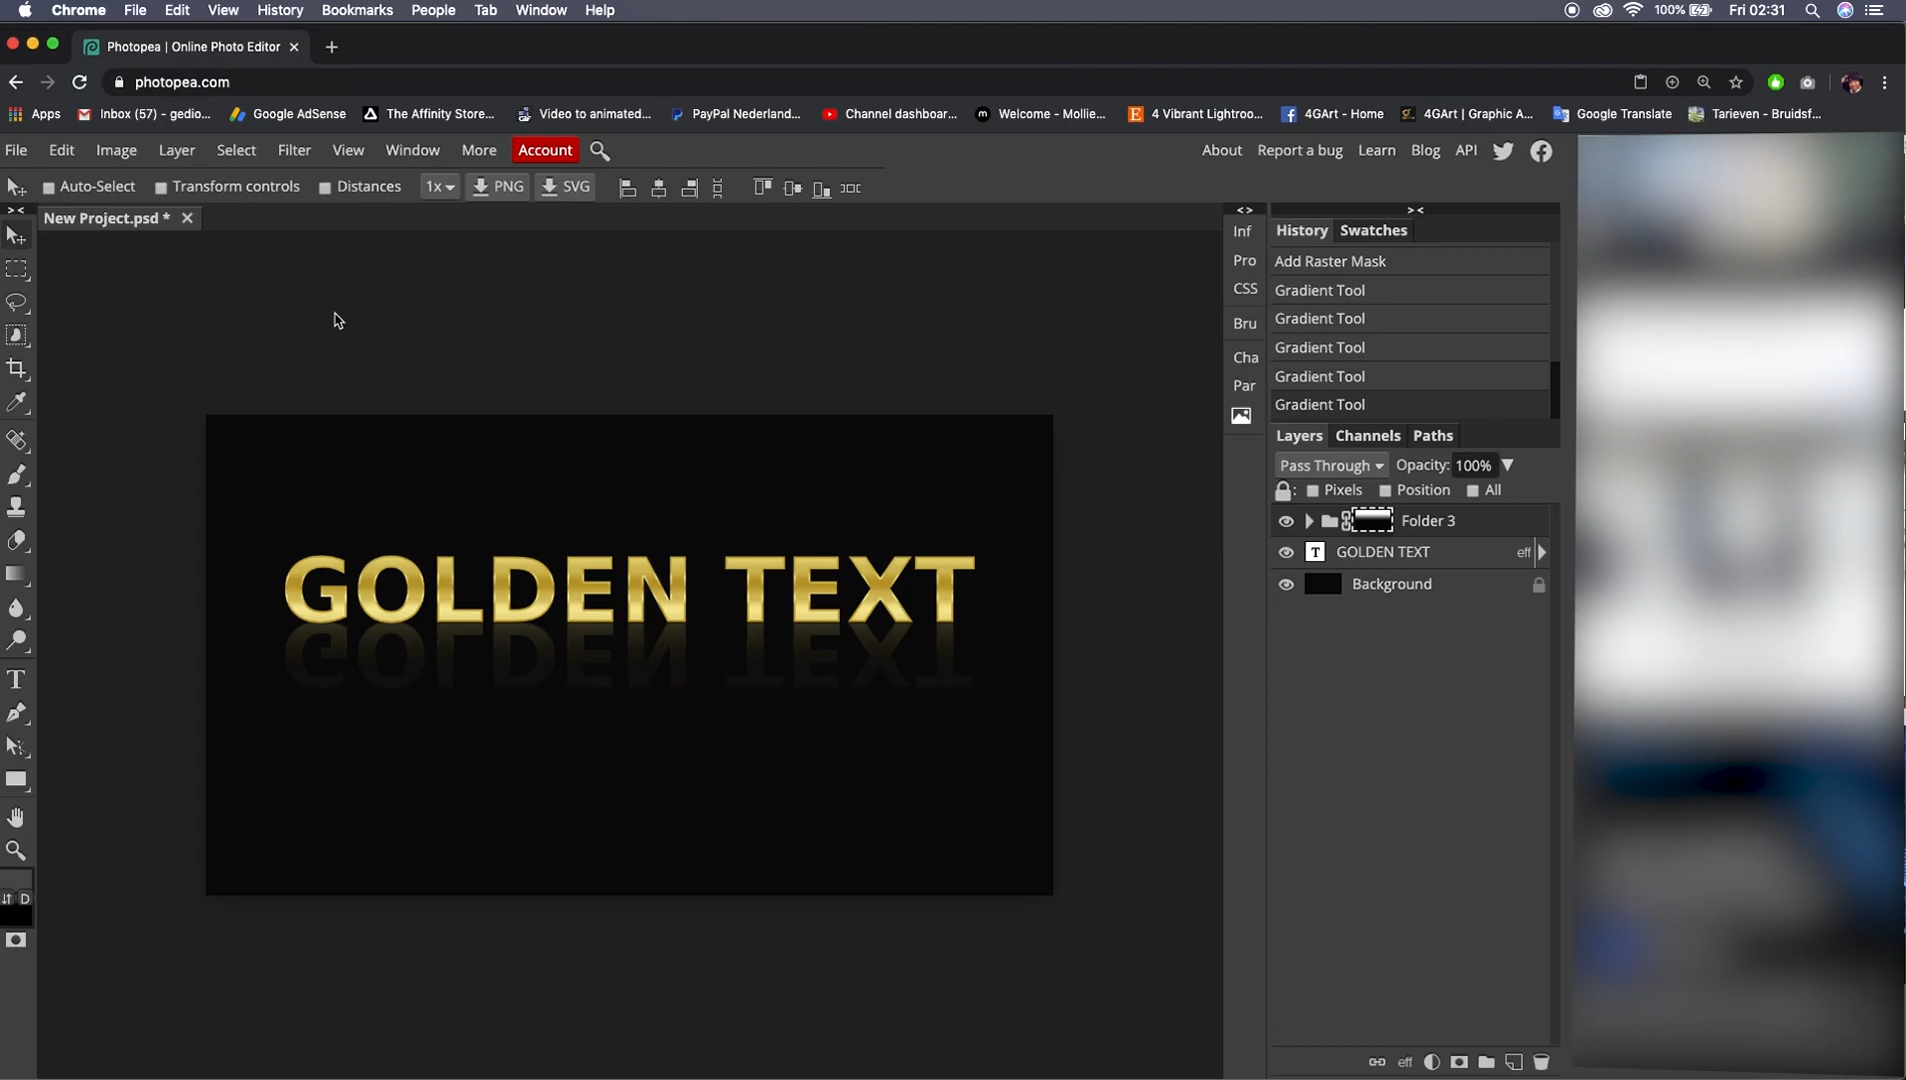 Chrome File Edit View History Bookmarks People Tab Window Help 100% Fri 02:31
Photopea | Online Photo Editor
photopea.com
Apps Inbox (57) - gedio... Google AdSense The Affinity Store... Video to animated... PayPal Nederland... Channel dashboar... Welcome - Mollie... 4 Vibrant Lightroo... 4GArt - Home 4GArt | Graphic A... Google Translate Tarieven - Bruidsf...
File Edit Image Layer Select Filter View Window More Account About Report a bug Learn Blog API
Auto-Select Transform controls Distances 1x PNG SVG
New Project.psd *
Inf
Pro
CSS
Bru
Cha
Par
History Swatches
Add Raster Mask
Gradient Tool
Gradient Tool
Gradient Tool
Gradient Tool
Gradient Tool
Layers Channels Paths
Pass Through Opacity: 100%
: Pixels Position All
Folder 3
T GOLDEN TEXT eff
Background
GOLDEN TEXT
GOLDEN TEXT
T
D
eff